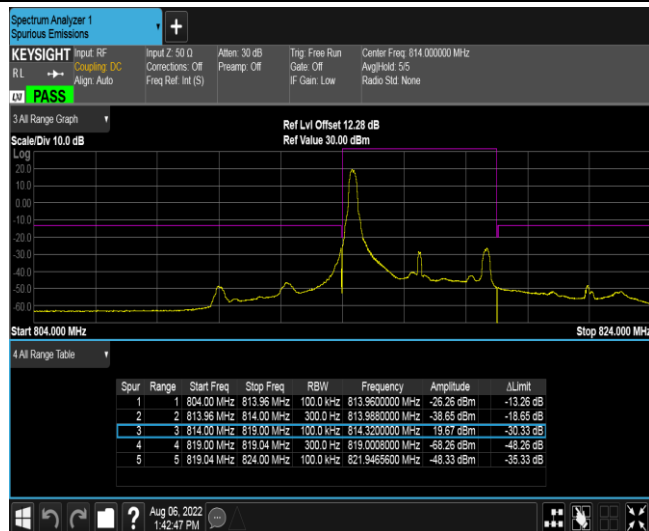 Spectrum Analyzer 1
Spurious Emissions
+
KEYSIGHT Input: RF Input Z: 50 Ω Atten: 30 dB Trig: Free Run Center Freq: 814.000000 MHz
RL Coupling: DC Corrections: Off Preamp: Off Gate: Off Avg|Hold: 5/5
Align: Auto Freq Ref: Int (S) IF Gain: Low Radio Std: None
LXI PASS
3 All Range Graph
Ref Lvl Offset 12.28 dB
Scale/Div 10.0 dB Ref Value 30.00 dBm
Log
20.0
10.0
0.00
-10.0
-20.0
-30.0
-40.0
-50.0
-60.0
Start 804.000 MHz Stop 824.000 MHz
4 All Range Table
Spur Range Start Freq Stop Freq RBW Frequency Amplitude ΔLimit
1 1 804.00 MHz 813.96 MHz 100.0 kHz 813.9600000 MHz -26.26 dBm -13.26 dB
2 2 813.96 MHz 814.00 MHz 300.0 Hz 813.9880000 MHz -38.65 dBm -18.65 dB
3 3 814.00 MHz 819.00 MHz 100.0 kHz 814.3200000 MHz 19.67 dBm -30.33 dB
4 4 819.00 MHz 819.04 MHz 300.0 Hz 819.0008000 MHz -68.26 dBm -48.26 dB
5 5 819.04 MHz 824.00 MHz 100.0 kHz 821.9465600 MHz -48.33 dBm -35.33 dB
? Aug 06, 2022
1:42:47 PM